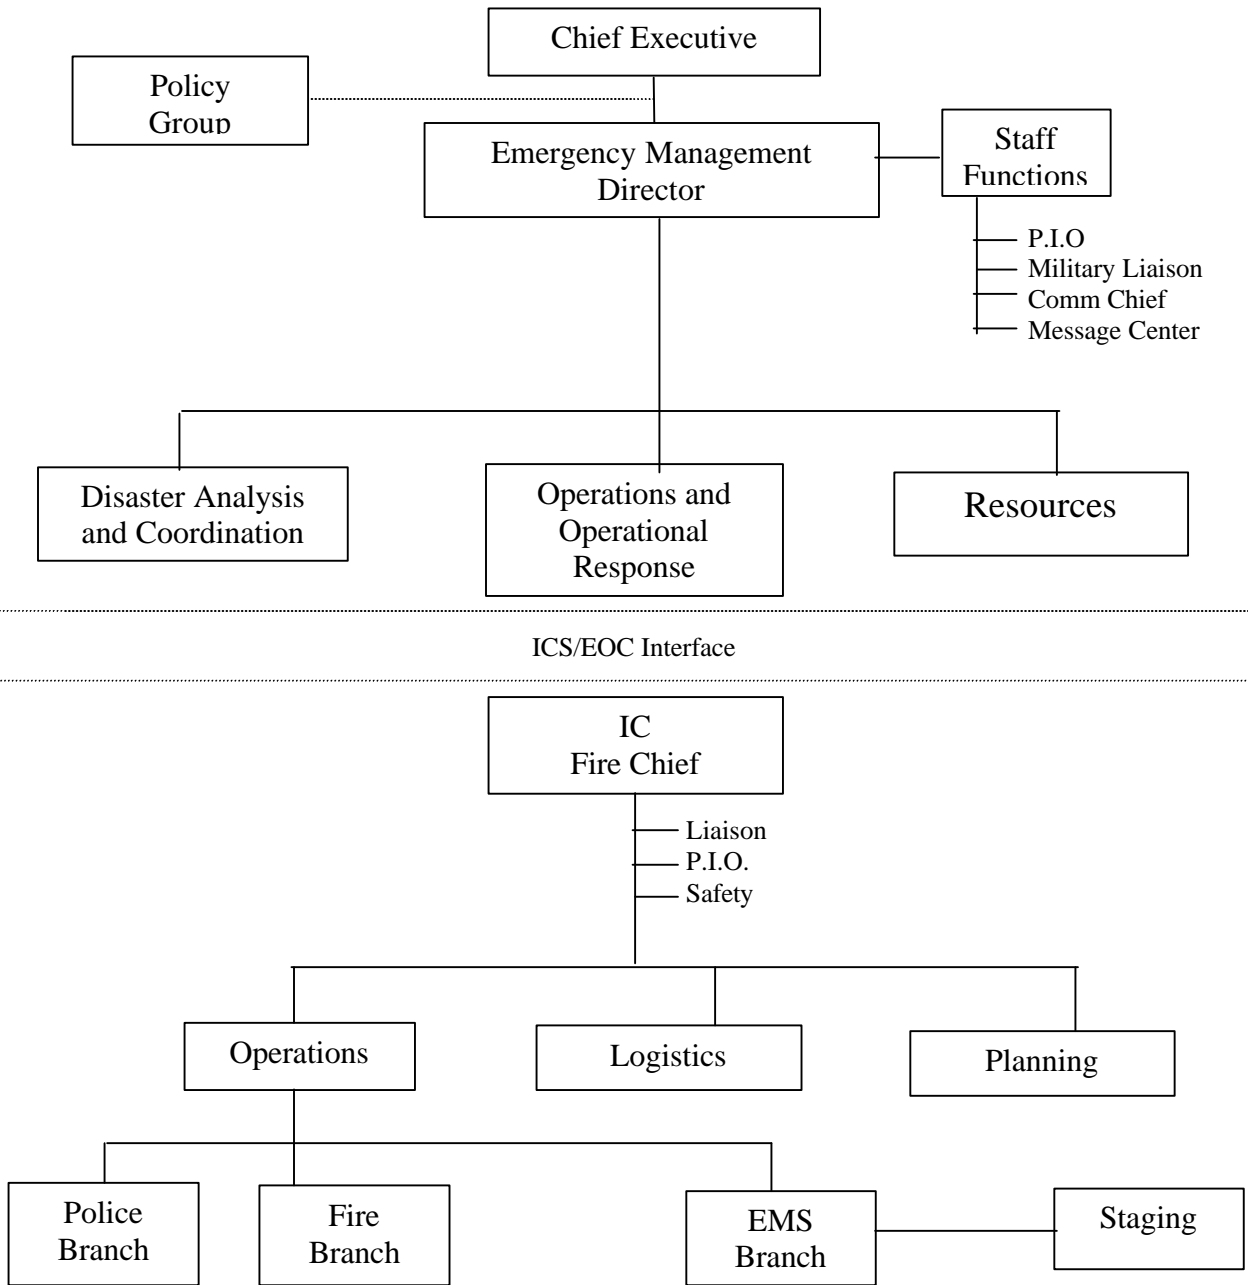 Chief Executive
Policy
Group
Emergency Management
Director
Staff
Functions
P.I.O
Military Liaison
Comm Chief
Message Center
Disaster Analysis
and Coordination
Operations and
Operational
Response
Resources
ICS/EOC Interface
IC
Fire Chief
Liaison
P.I.O.
Safety
Operations
Logistics
Planning
Police
Branch
Fire
Branch
EMS
Branch
Staging